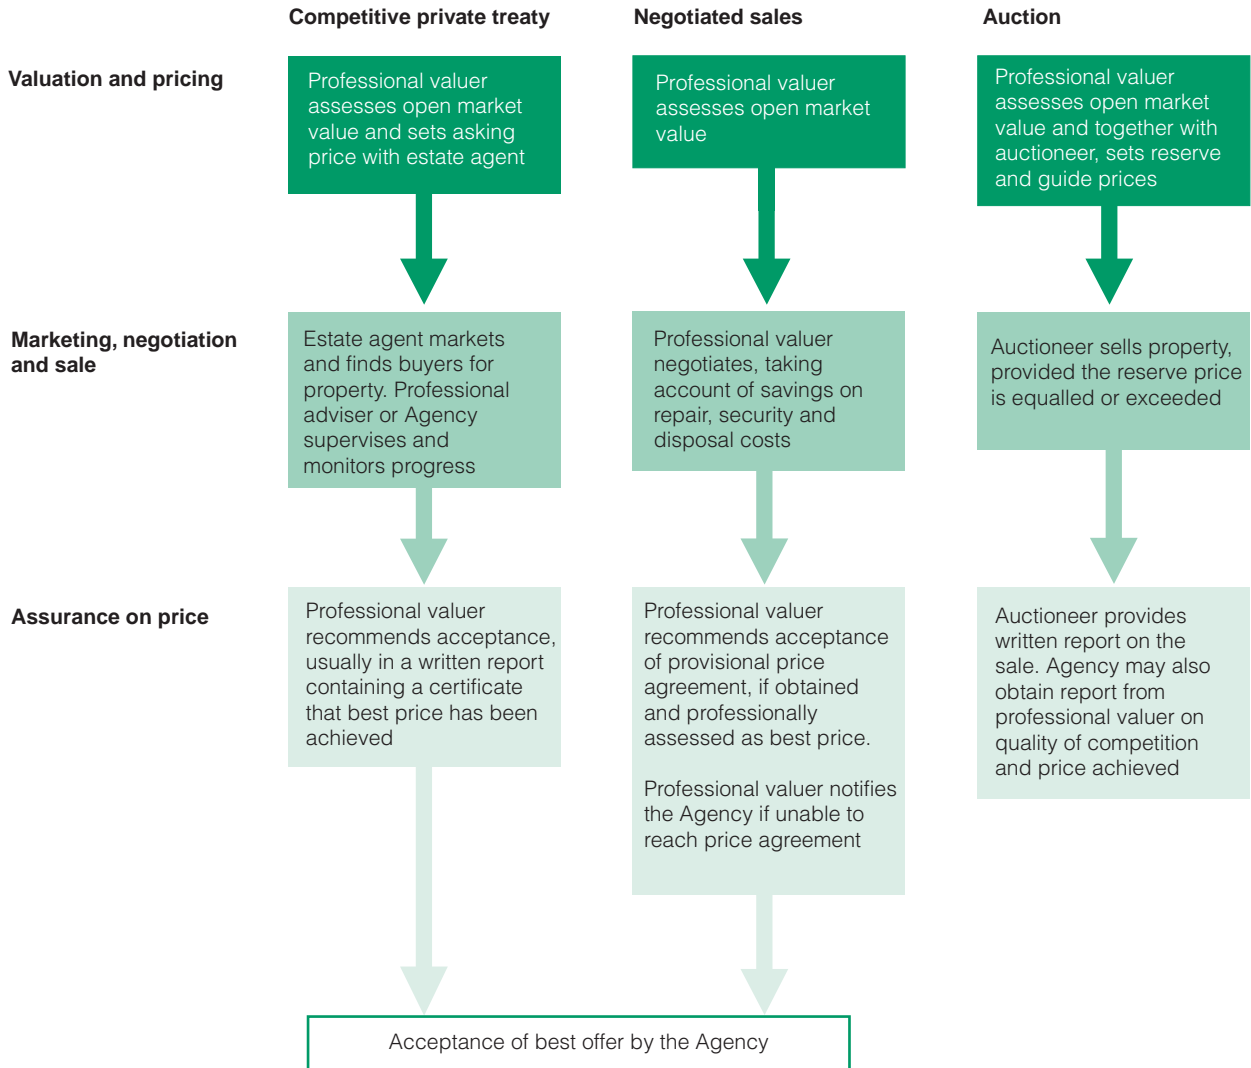 Competitive private treaty
Negotiated sales
Auction
Valuation and pricing
Professional valuer
assesses open market
value and sets asking
price with estate agent
Professional valuer
assesses open market
value
Professional valuer
assesses open market
value and together with
auctioneer, sets reserve
and guide prices
Marketing, negotiation
and sale
Estate agent markets
and finds buyers for
property. Professional
adviser or Agency
supervises and
monitors progress
Professional valuer
negotiates, taking
account of savings on
repair, security and
disposal costs
Auctioneer sells property,
provided the reserve price
is equalled or exceeded
Assurance on price
Professional valuer
recommends acceptance,
usually in a written report
containing a certificate
that best price has been
achieved
Professional valuer
recommends acceptance
of provisional price
agreement, if obtained
and professionally
assessed as best price.
Professional valuer notifies
the Agency if unable to
reach price agreement
Auctioneer provides
written report on the
sale. Agency may also
obtain report from
professional valuer on
quality of competition
and price achieved
Acceptance of best offer by the Agency